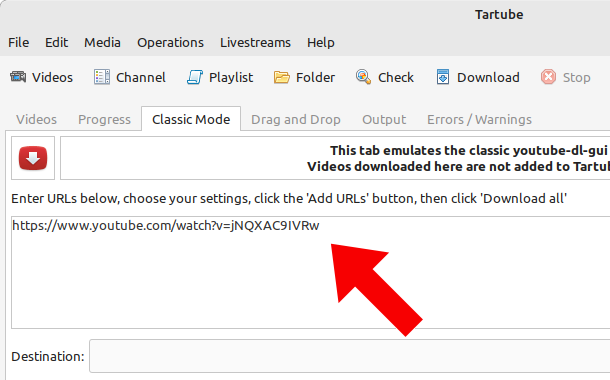 Tartube
File Edit Media Operations Livestreams Help
Videos Channel Playlist Folder Check Download Stop
Videos Progress Classic Mode Drag and Drop Output Errors / Warnings
This tab emulates the classic youtube-dl-gui
Videos downloaded here are not added to Tartub
Enter URLs below, choose your settings, click the 'Add URLs' button, then click 'Download all'
https://www.youtube.com/watch?v=jNQXAC9IVRw
Destination: